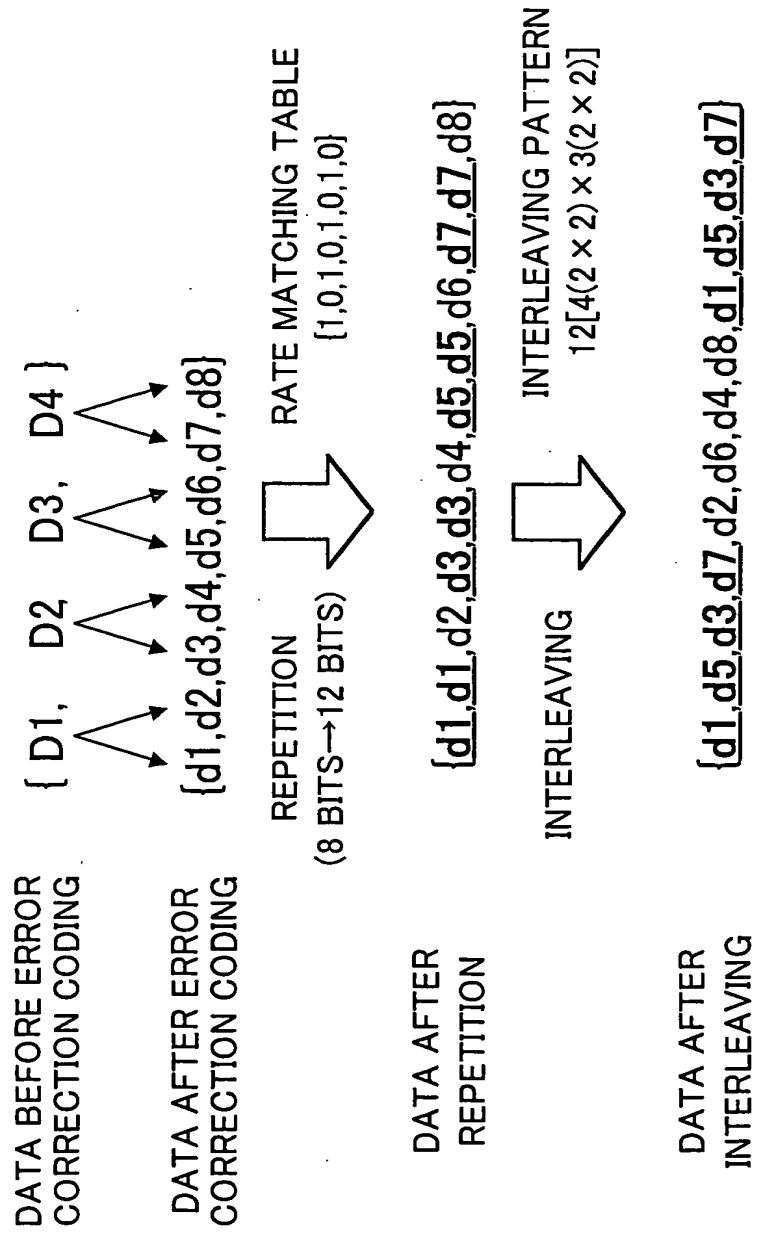 DATA BEFORE ERROR
CORRECTION CODING
{ D1, D2, D3, D4 }
DATA AFTER ERROR
CORRECTION CODING
{d1,d2,d3,d4,d5,d6,d7,d8}
REPETITION
(8 BITS→12 BITS)
RATE MATCHING TABLE
{1,0,1,0,1,0,1,0}
DATA AFTER
REPETITION
{d1,d1,d2,d3,d3,d4,d5,d5,d6,d7,d7,d8}
INTERLEAVING
INTERLEAVING PATTERN
12[4(2×2)×3(2×2)]
DATA AFTER
INTERLEAVING
{d1,d5,d3,d7,d2,d6,d4,d8,d1,d5,d3,d7}